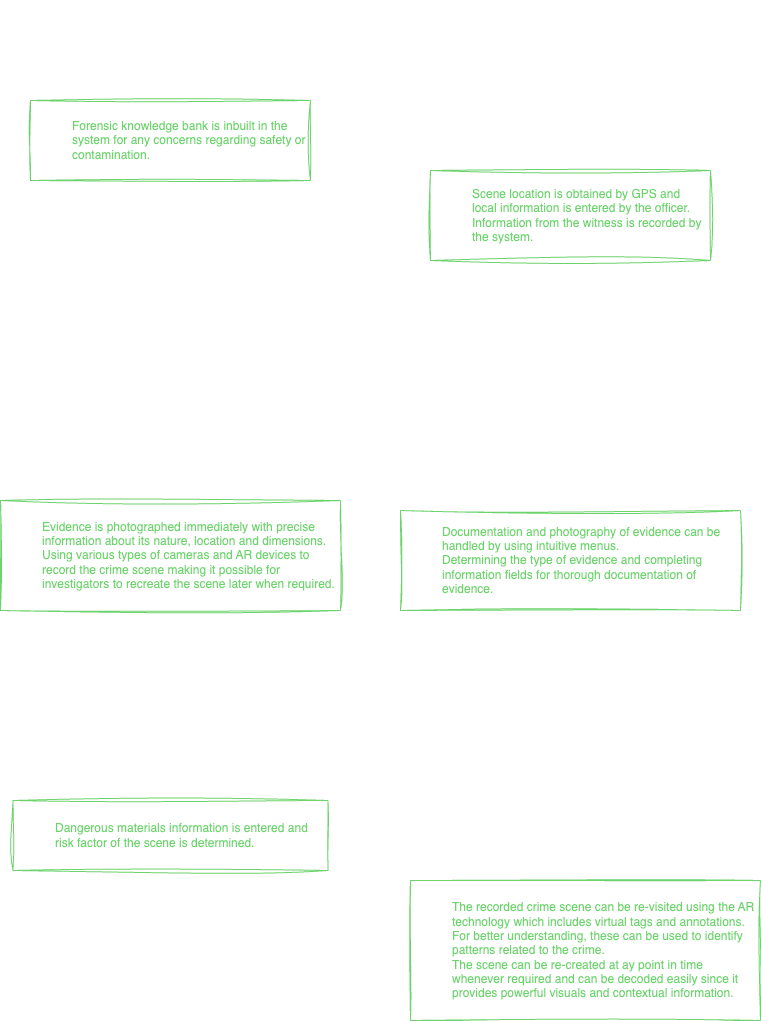 Forensic knowledge bank is inbuilt in the
system for any concerns regarding safety or
contamination.
Scene location is obtained by GPS and
local information is entered by the officer.
Information from the witness is recorded by
the system.
Evidence is photographed immediately with precise
information about its nature, location and dimensions.
Using various types of cameras and AR devices to
record the crime scene making it possible for
investigators to recreate the scene later when required.
Documentation and photography of evidence can be
handled by using intuitive menus.
Determining the type of evidence and completing
information fields for thorough documentation of
evidence.
Dangerous materials information is entered and
risk factor of the scene is determined.
The recorded crime scene can be re-visited using the AR
technology which includes virtual tags and annotations.
For better understanding, these can be used to identify
patterns related to the crime.
The scene can be re-created at ay point in time
whenever required and can be decoded easily since it
provides powerful visuals and contextual information.